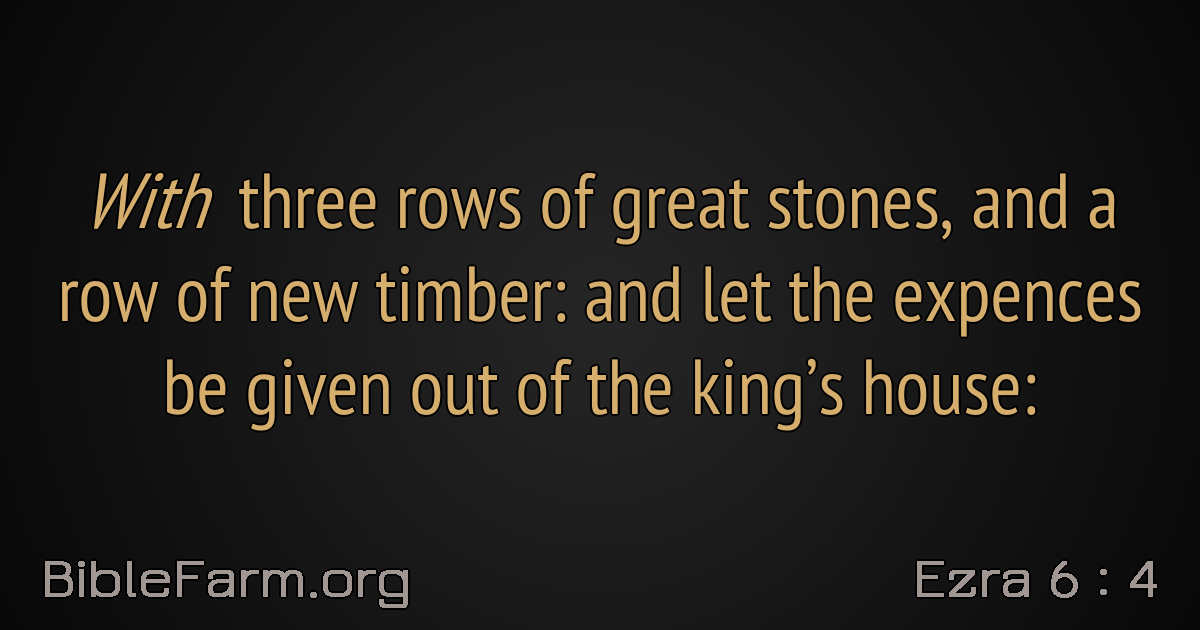 With three rows of great stones, and a
row of new timber: and let the expences
be given out of the king’s house:
BibleFarm.org
Ezra 6 : 4